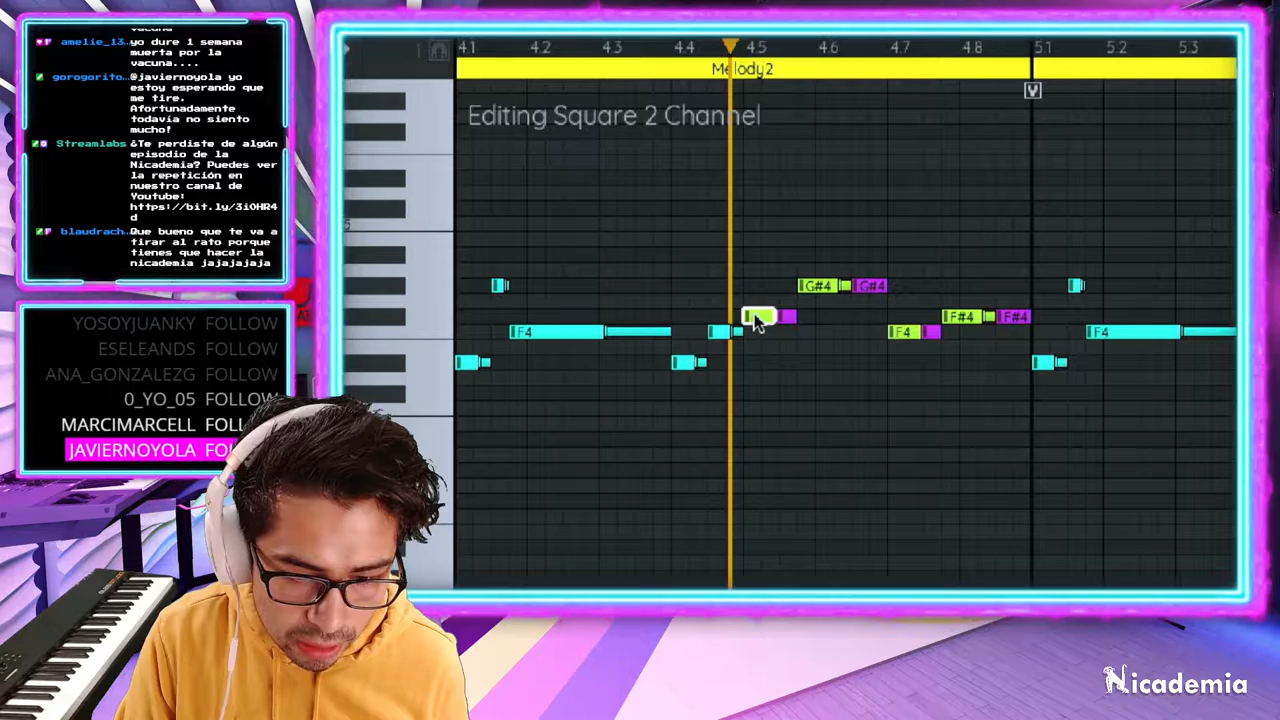 vacuna
amelie_13... yo dure 1 semana
muerta por la
vacuna....
gorogorito... @javiernoyola yo
estoy esperando que
me tire.
Afortunadamente
todavía no siento
mucho!
Streamlabs ¿Te perdiste de algún
episodio de la
Nicademia? Puedes ver
la repetición en
nuestro canal de
Youtube:
https://bit.ly/3iOHR4
d
blaudrach... Que bueno que te va a
tirar al rato porque
tienes que hacer la
nicademia jajajajaja
YOSOYJUANKY FOLLOW
ESELEANDS FOLLOW
ANA_GONZALEZG FOLLOW
0_YO_05 FOLLOW
MARCIMARCELL FOLL
JAVIERNOYOLA FOL
1 4.1 4.2 4.3 4.4 4.5 4.6 4.7 4.8 5.1 5.2 5.3
Melody2
V
Editing Square 2 Channel
G#4 G#4
F#4 F#4
F4 F4 F4
Nicademia